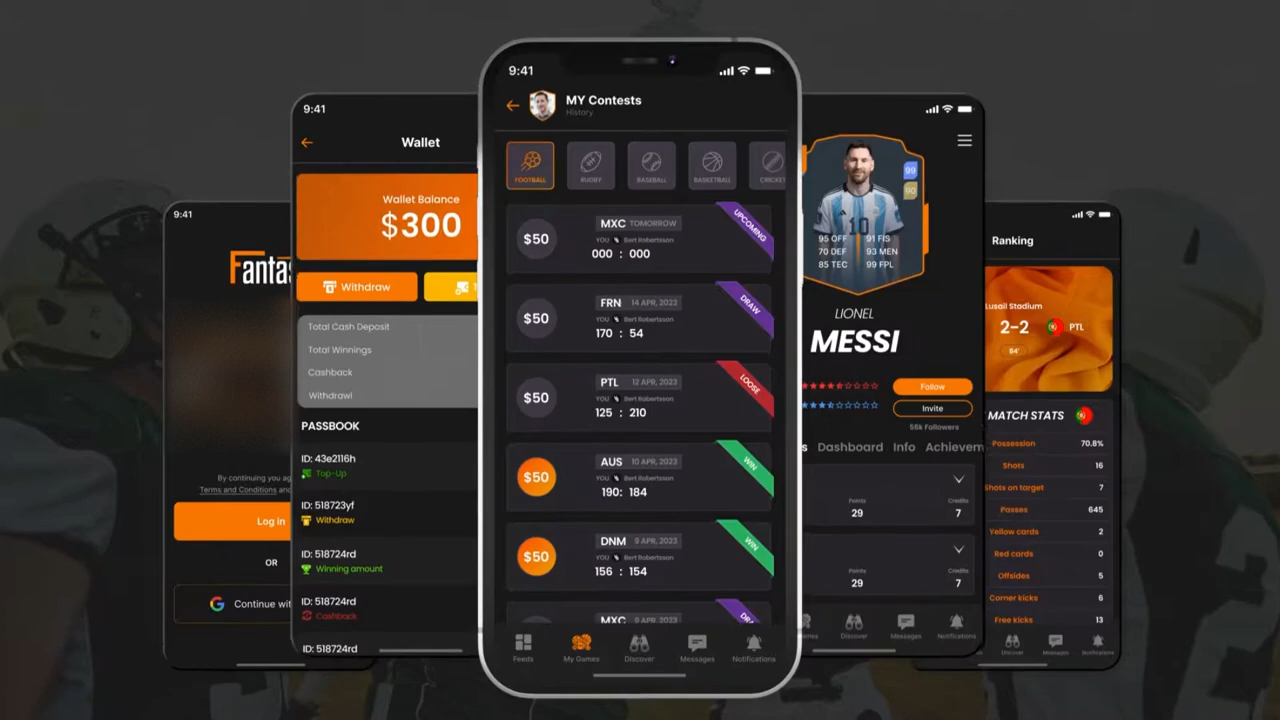 9:41
Fantas
By continuing you ag
Terms and Conditions an
Log in
OR
Continue wit
9:41
Wallet
Wallet Balance
$300
Withdraw
Total Cash Deposit
Total Winnings
Cashback
Withdrawl
PASSBOOK
ID: 43e2116h
Top-Up
ID: 518723yf
Withdraw
ID: 518724rd
Winning amount
ID: 518724rd
Cashback
ID: 518724rd
9:41
MY Contests
History
FOOTBALL RUGBY BASEBALL BASKETBALL CRICKET
$50 MXC TOMORROW UPCOMING
YOU Bert Robertsson
000 : 000
$50 FRN 14 APR, 2023 DRAW
YOU Bert Robertsson
170 : 54
$50 PTL 12 APR, 2023 LOOSE
YOU Bert Robertsson
125 : 210
$50 AUS 10 APR, 2023 WIN
YOU Bert Robertsson
190: 184
$50 DNM 9 APR, 2023 WIN
YOU Bert Robertsson
156 : 154
MXC 9 APR, 2023 DRA
Feeds My Games Discover Messages Notifications
99
90
10
95 OFF 91 FIS
70 DEF 93 MEN
85 TEC 99 FPL
LIONEL
MESSI
Follow
Invite
56k Followers
s Dashboard Info Achievem
Points Credits
29 7
Points Credits
29 7
ames Discover Messages Notifications
Ranking
Lusail Stadium
2-2 PTL
84'
MATCH STATS
Possession 70.8%
Shots 16
Shots on target 7
Passes 645
Yellow cards 2
Red cards 0
Offsides 5
Corner kicks 6
Free kicks 13
Discover Messages Notifications